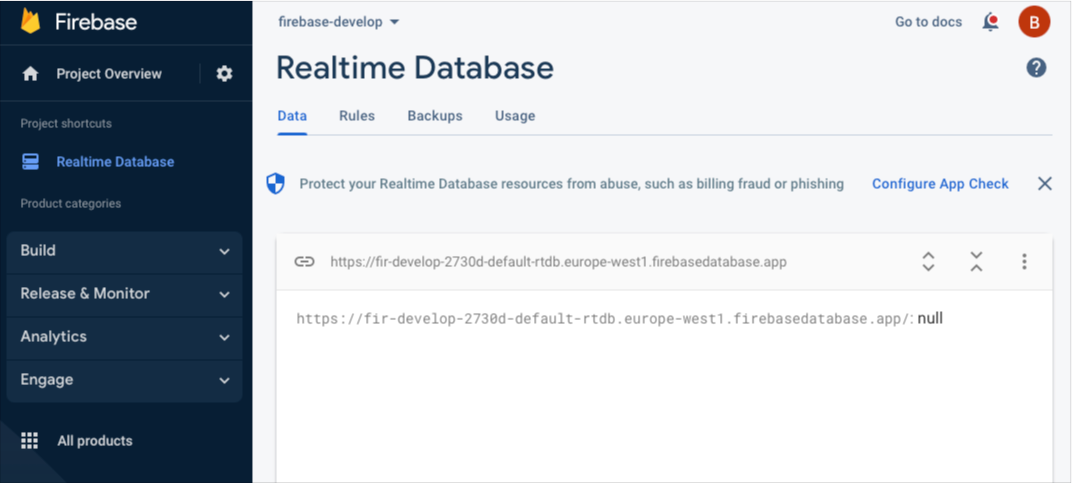 Firebase
Project Overview
Project shortcuts
Realtime Database
Product categories
Build
Release & Monitor
Analytics
Engage
All products
firebase-develop
Go to docs
B
Realtime Database
Data Rules Backups Usage
Protect your Realtime Database resources from abuse, such as billing fraud or phishing Configure App Check
https://fir-develop-2730d-default-rtdb.europe-west1.firebasedatabase.app
https://fir-develop-2730d-default-rtdb.europe-west1.firebasedatabase.app/: null